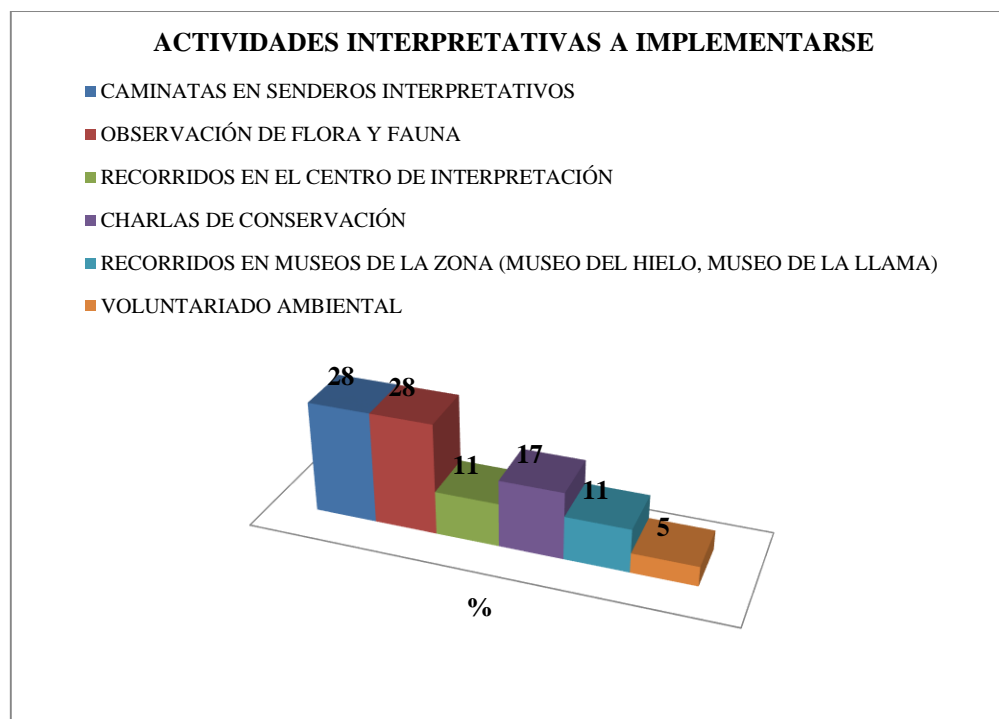 ACTIVIDADES INTERPRETATIVAS A IMPLEMENTARSE
CAMINATAS EN SENDEROS INTERPRETATIVOS
OBSERVACIÓN DE FLORA Y FAUNA
RECORRIDOS EN EL CENTRO DE INTERPRETACIÓN
CHARLAS DE CONSERVACIÓN
RECORRIDOS EN MUSEOS DE LA ZONA (MUSEO DEL HIELO, MUSEO DE LA LLAMA)
VOLUNTARIADO AMBIENTAL
28
28
11
17
11
5
%